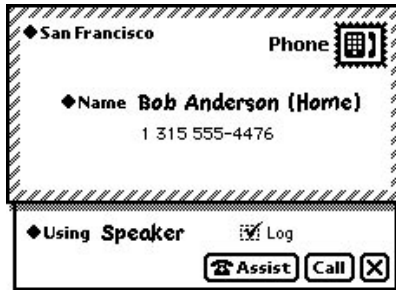 ◆San Francisco
Phone
◆Name Bob Anderson (Home)
1 315 555-4476
◆Using Speaker Log
Assist Call